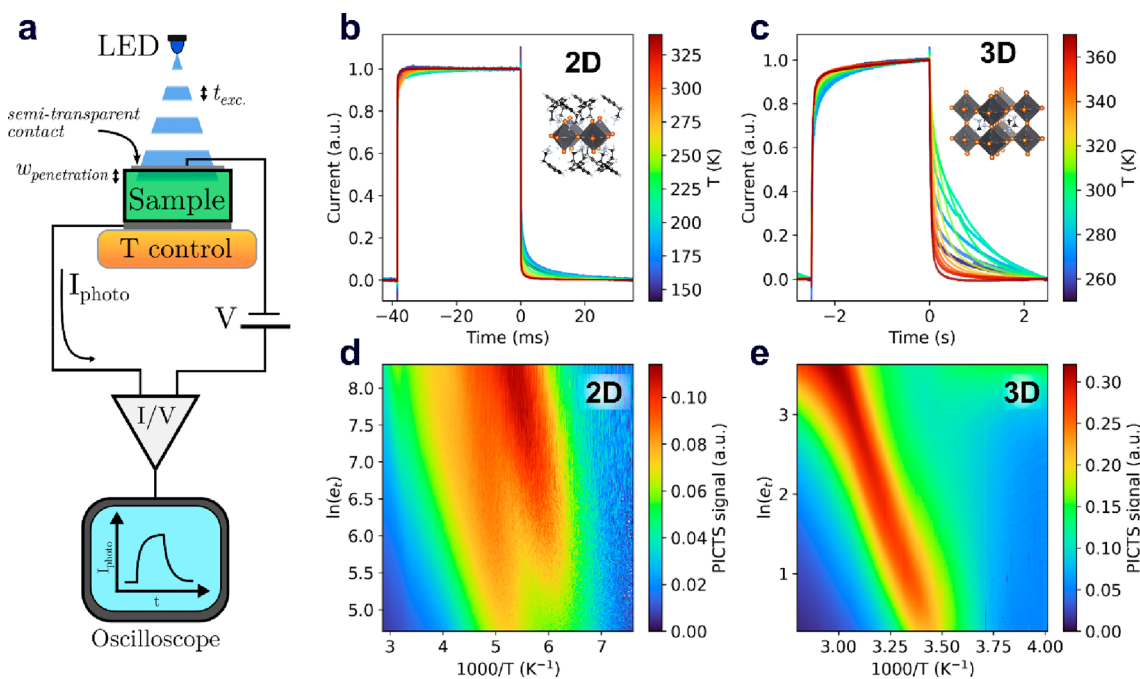 a
LED
t_exc.
semi-transparent
contact
w_penetration
Sample
T control
I_photo
V
I/V
I_photo
t
Oscilloscope
b
2D
Current (a.u.)
1.0
0.8
0.6
0.4
0.2
0.0
−40 −20 0 20
Time (ms)
325
300
275
250
225
200
175
150
T (K)
c
3D
Current (a.u.)
1.0
0.8
0.6
0.4
0.2
0.0
−2 0 2
Time (s)
360
340
320
300
280
260
T (K)
d
2D
ln(e_t)
8.0
7.5
7.0
6.5
6.0
5.5
5.0
3 4 5 6 7
1000/T (K⁻¹)
0.10
0.08
0.06
0.04
0.02
0.00
PICTS signal (a.u.)
e
3D
ln(e_t)
3
2
1
3.00 3.25 3.50 3.75 4.00
1000/T (K⁻¹)
0.30
0.25
0.20
0.15
0.10
0.05
0.00
PICTS signal (a.u.)